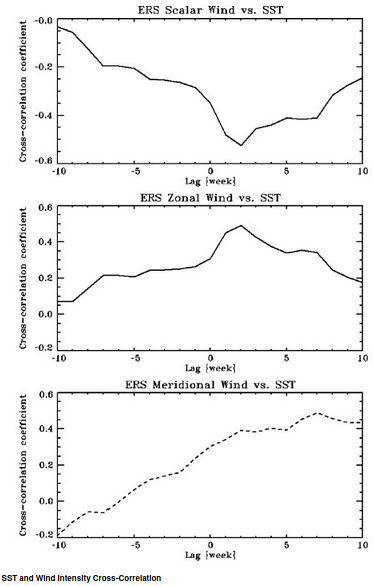 ERS Scalar Wind vs. SST
Cross-correlation coefficient
-0.0
-0.2
-0.4
-0.6
-10 -5 0 5 10
Lag [week]
ERS Zonal Wind vs. SST
Cross-correlation coefficient
0.6
0.4
0.2
0.0
-0.2
-10 -5 0 5 10
Lag [week]
ERS Meridional Wind vs. SST
Cross-correlation coefficient
0.6
0.4
0.2
0.0
-0.2
-10 -5 0 5 10
Lag [week]
SST and Wind Intensity Cross-Correlation